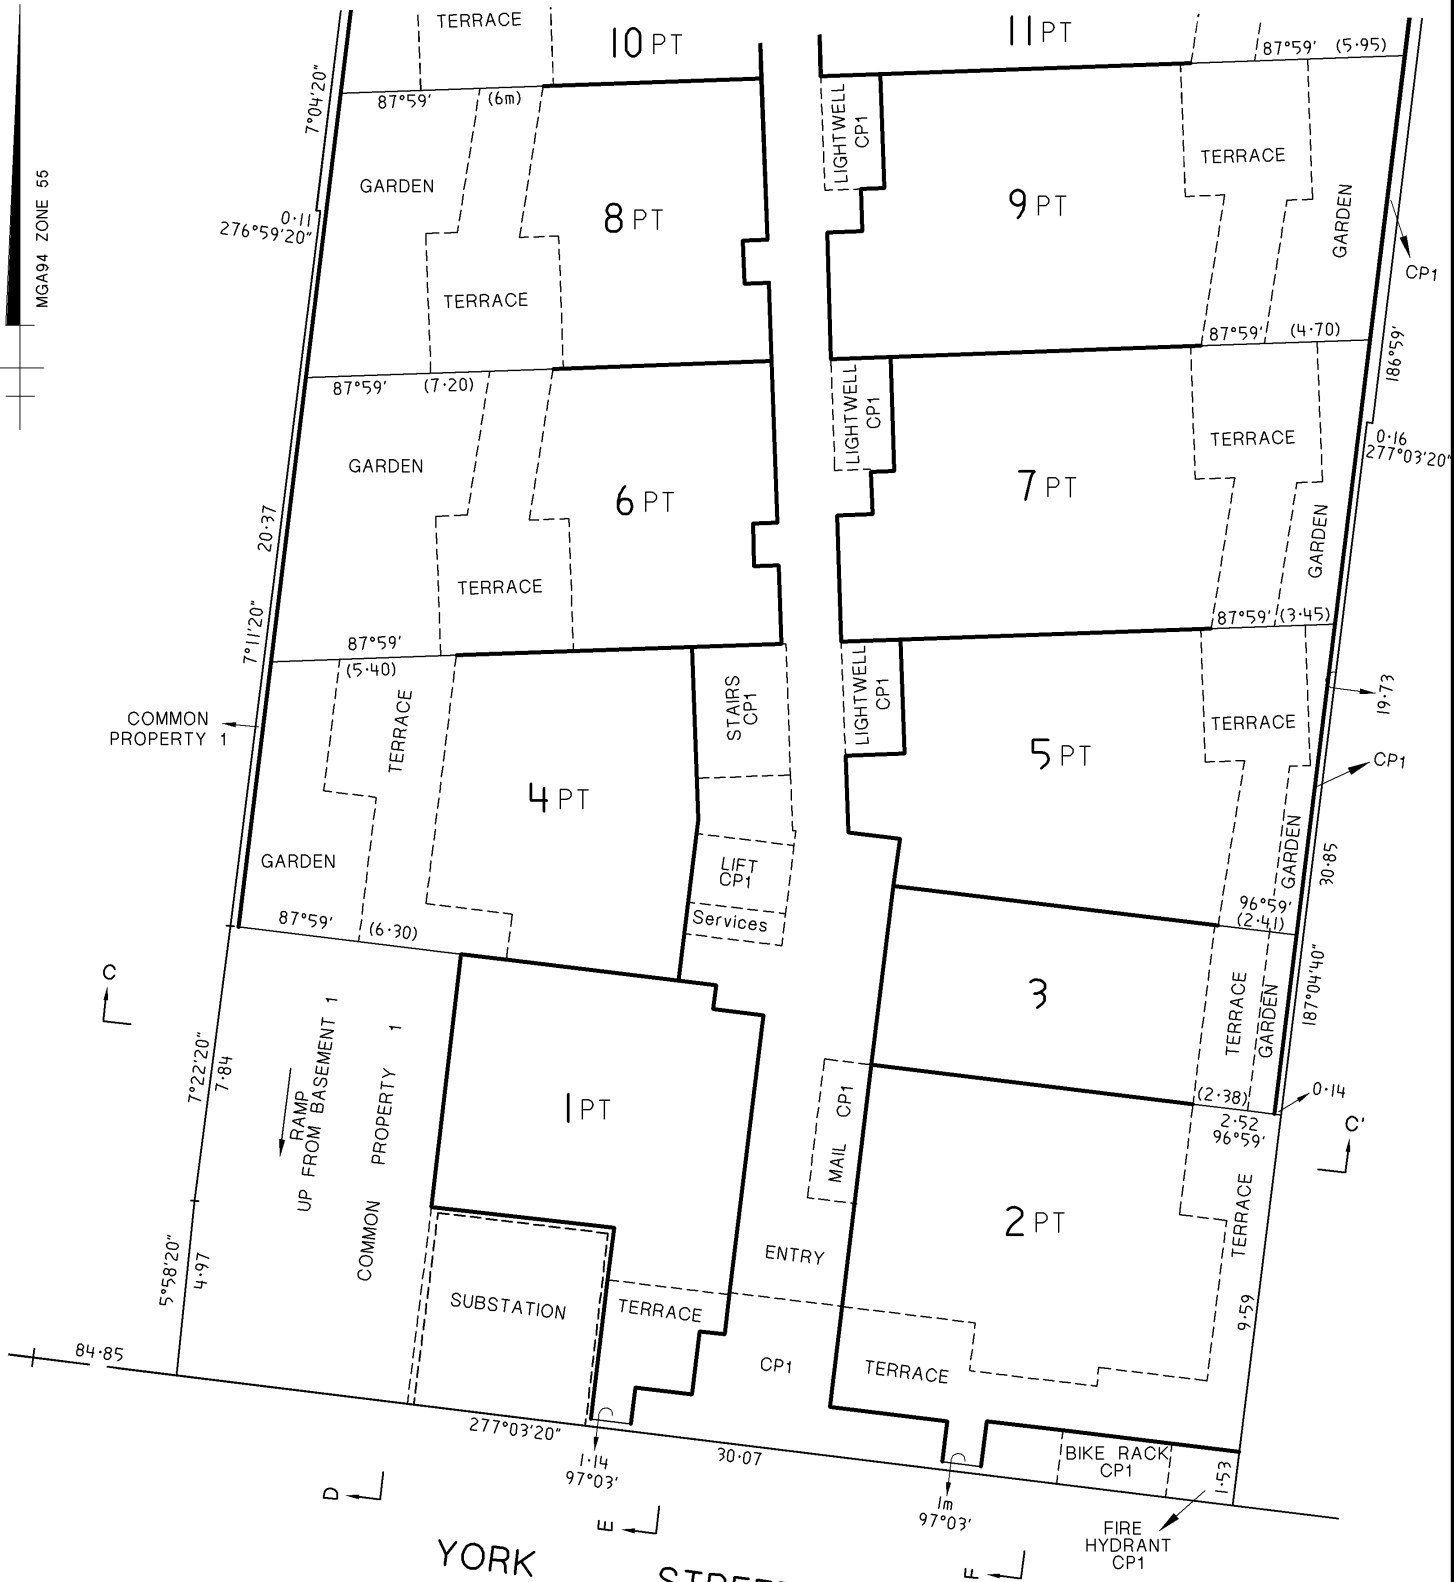 TERRACE
10 PT
11 PT
87°59' (5·95)
87°59' (6m)
7°04'20"
LIGHTWELL
CP1
TERRACE
GARDEN
MGA94 ZONE 55
8 PT
9 PT
GARDEN
0·11
276°59'20"
CP1
TERRACE
87°59' (4·70)
186°59'
87°59' (7·20)
LIGHTWELL
CP1
TERRACE
0·16
277°03'20"
GARDEN
6 PT
7 PT
GARDEN
20·37
TERRACE
87°59' (3·45)
7°11'20"
87°59'
(5·40)
STAIRS
CP1
LIGHTWELL
CP1
19·73
COMMON
PROPERTY 1
TERRACE
TERRACE
5 PT
CP1
4 PT
GARDEN
GARDEN
LIFT
CP1
30·85
Services
96°59'
(2·41)
87°59' (6·30)
C
187°04'40"
3
TERRACE
GARDEN
7°22'20"
7·84
RAMP
UP FROM BASEMENT 1
COMMON PROPERTY 1
1 PT
MAIL CP1
(2·38)
0·14
2·52
96°59'
C'
2 PT
TERRACE
ENTRY
5°58'20"
4·97
SUBSTATION
TERRACE
9·59
84·85
CP1
TERRACE
277°03'20"
30·07
1·14
97°03'
BIKE RACK
CP1
1·53
D
E
1m
97°03'
FIRE
HYDRANT
CP1
YORK
F